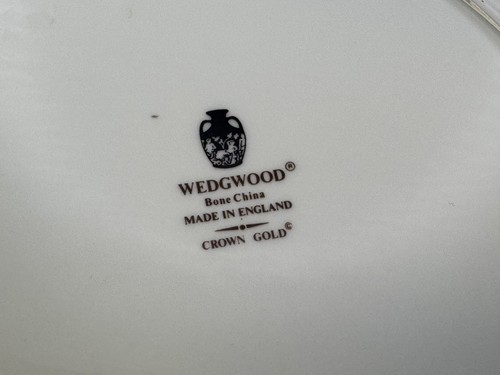 WEDGWOOD®
Bone China
MADE IN ENGLAND
CROWN GOLD©